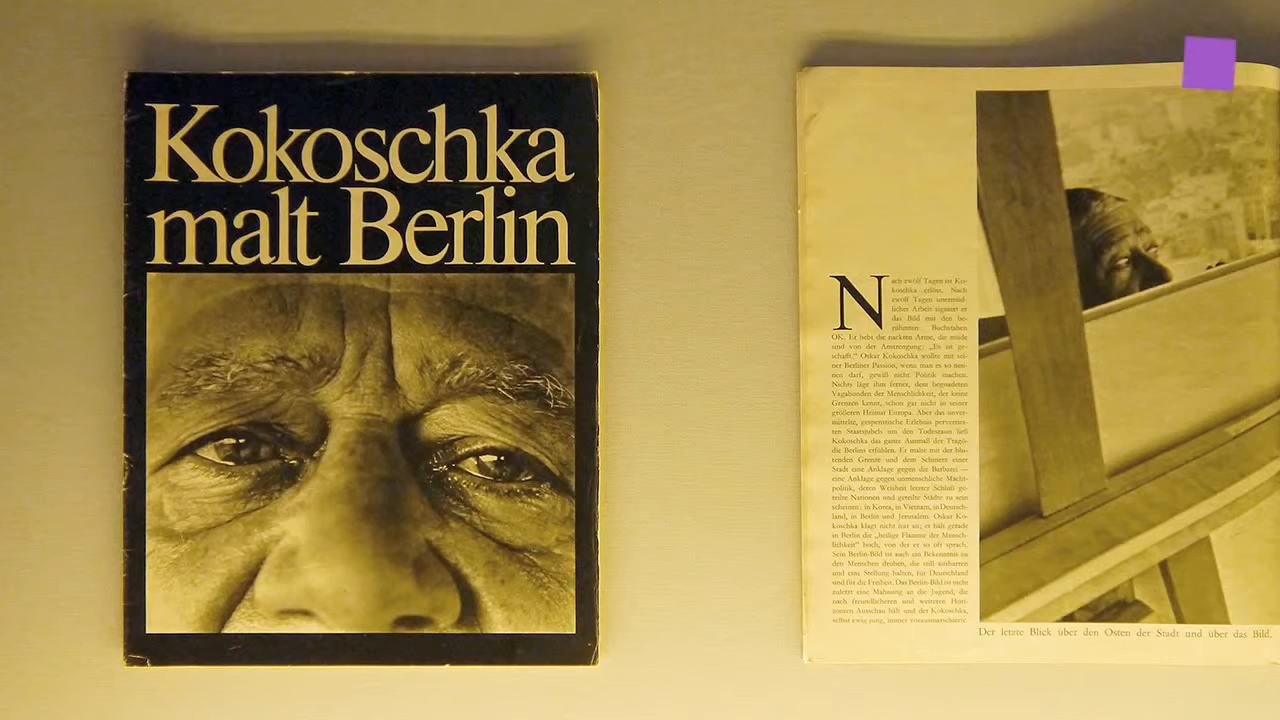 Kokoschka
malt Berlin
Nach zwölf Tagen ist Ko-
koschka erlöst. Nach
zwölf Tagen unermüd-
licher Arbeit signiert er
das Bild mit den be-
rühmten Buchstaben
OK. Er hebt die nackten Arme, die müde
und von der Anstrengung: „Es ist ge-
schafft.“ Oskar Kokoschka wollte mit sei-
ner Berliner Passion, wenn man es so nen-
nen darf, gewiß nicht Politik machen.
Nichts läge ihm ferner, dem begnadeten
Vagabunden der Menschlichkeit, der keine
Grenzen kennt, schon gar nicht in seiner
größeren Heimat Europa. Aber das unver-
mittelte, gespenstische Erlebnis perverser-
ten Staatsjubels um den Todeszaun ließ
Kokoschka das ganze Ausmaß der Tragö-
die Berlins erfühlen. Er malte mit der blu-
tenden Grenze und dem Schmerz einer
Stadt eine Anklage gegen die Barbarei —
eine Anklage gegen unmenschliche Macht-
politik, deren Weisheit letzter Schluß ge-
teilte Nationen und geteilte Städte zu sein
scheinen: in Korea, in Vietnam, in Deutsch-
land, in Berlin und Jerusalem. Oskar Ko-
koschka klagt nicht nur an; er hält gerade
in Berlin die „heilige Flamme der Mensch-
lichkeit“ hoch, von der er so oft sprach.
Sein Berlin-Bild ist auch ein Bekenntnis zu
den Menschen drüben, die still ausharren
und eine Stellung halten, für Deutschland
und für die Freiheit. Das Berlin-Bild ist nicht
zuletzt eine Mahnung an die Jugend, die
nach freundlicheren und weiteren Hori-
zonten Ausschau hält und der Kokoschka,
selbst ewig jung, immer vorausmarschierte.
Der letzte Blick über den Osten der Stadt und über das Bild.